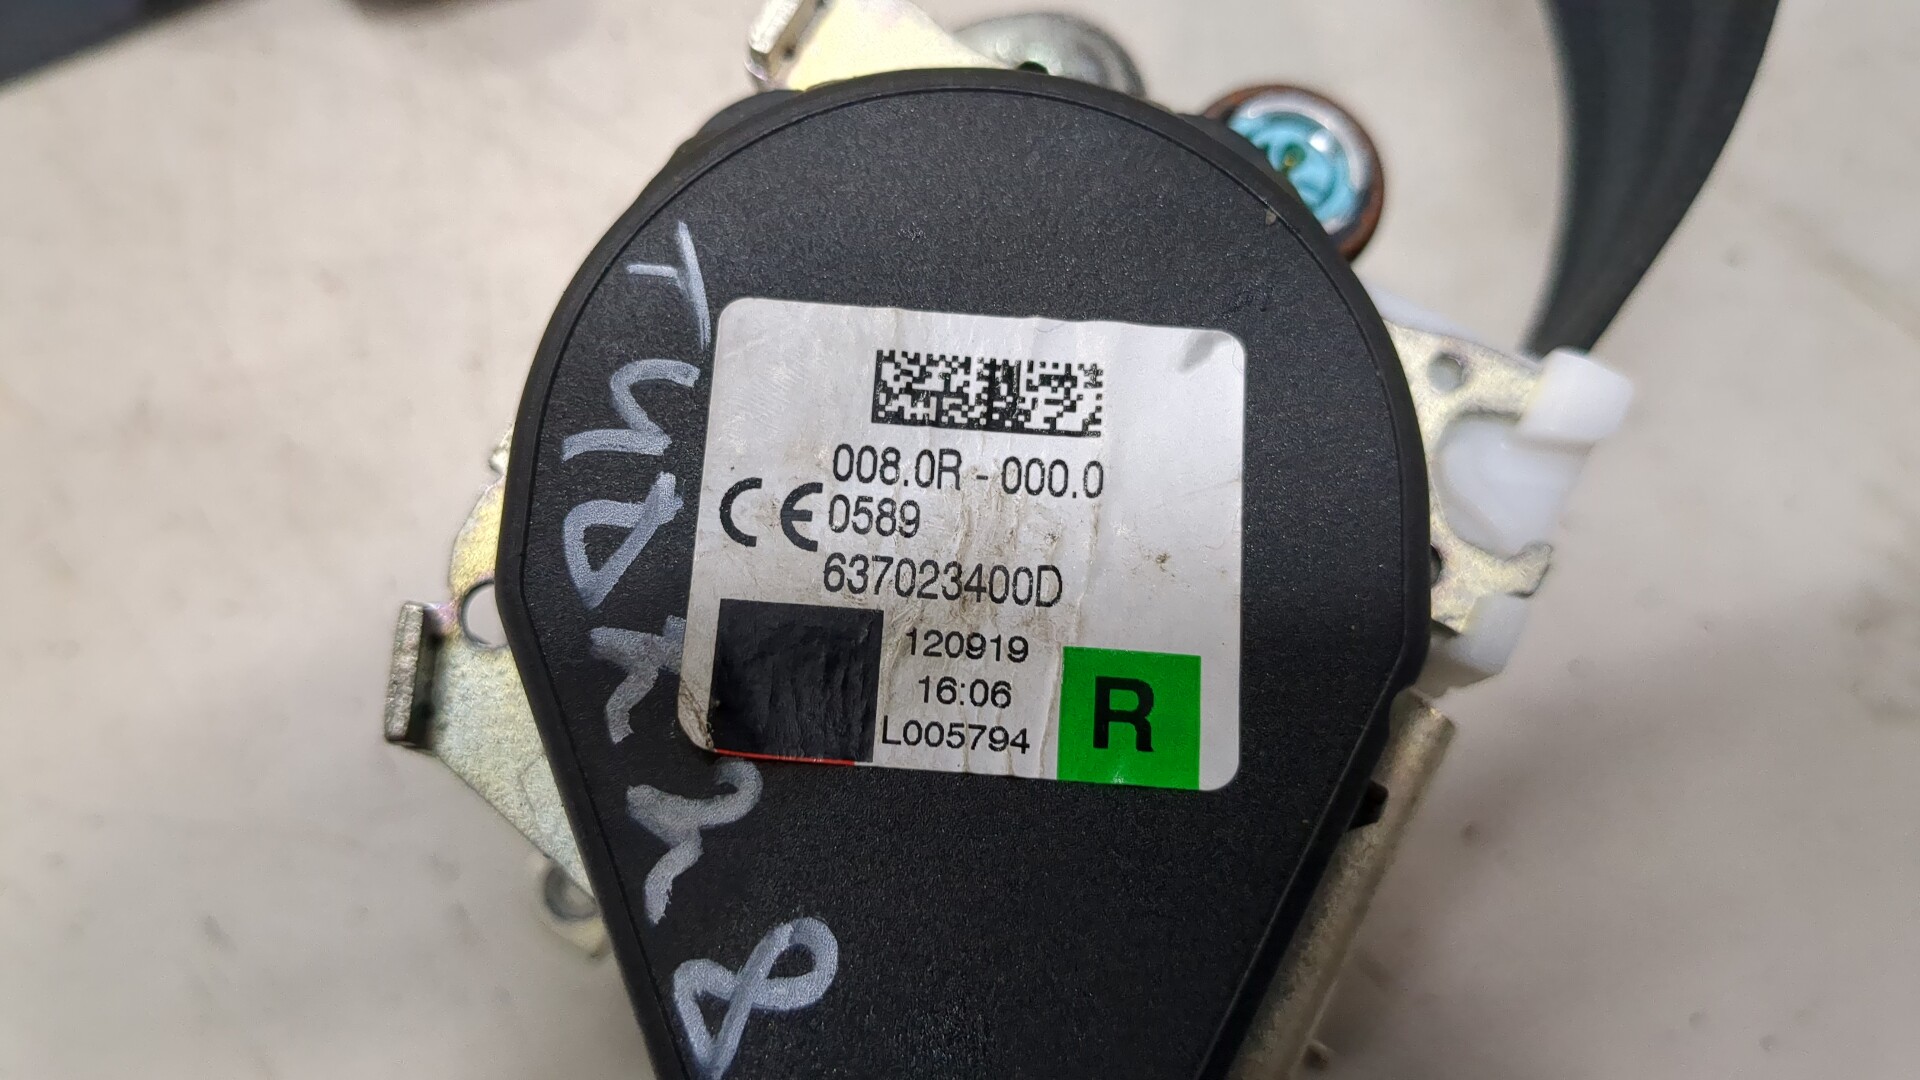 008.0R - 000.0
CE 0589
637023400D
120919
16:06
L005794
R